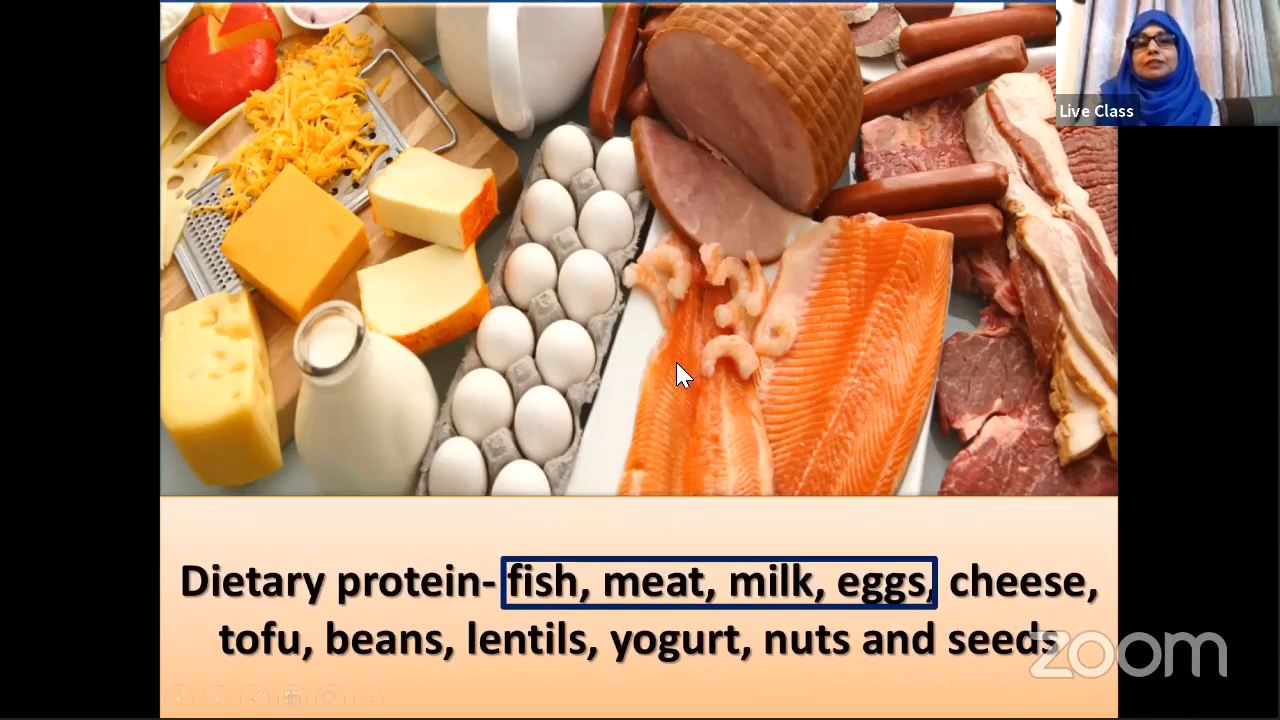 Live Class
Dietary protein- fish, meat, milk, eggs, cheese,
tofu, beans, lentils, yogurt, nuts and seeds
zoom